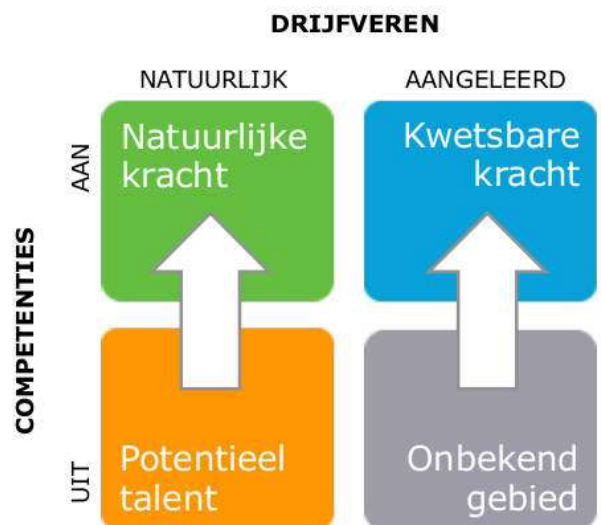 DRIJFVEREN
NATUURLIJK
AANGELEERD
COMPETENTIES
AAN
Natuurlijke
kracht
Kwetsbare
kracht
UIT
Potentieel
talent
Onbekend
gebied